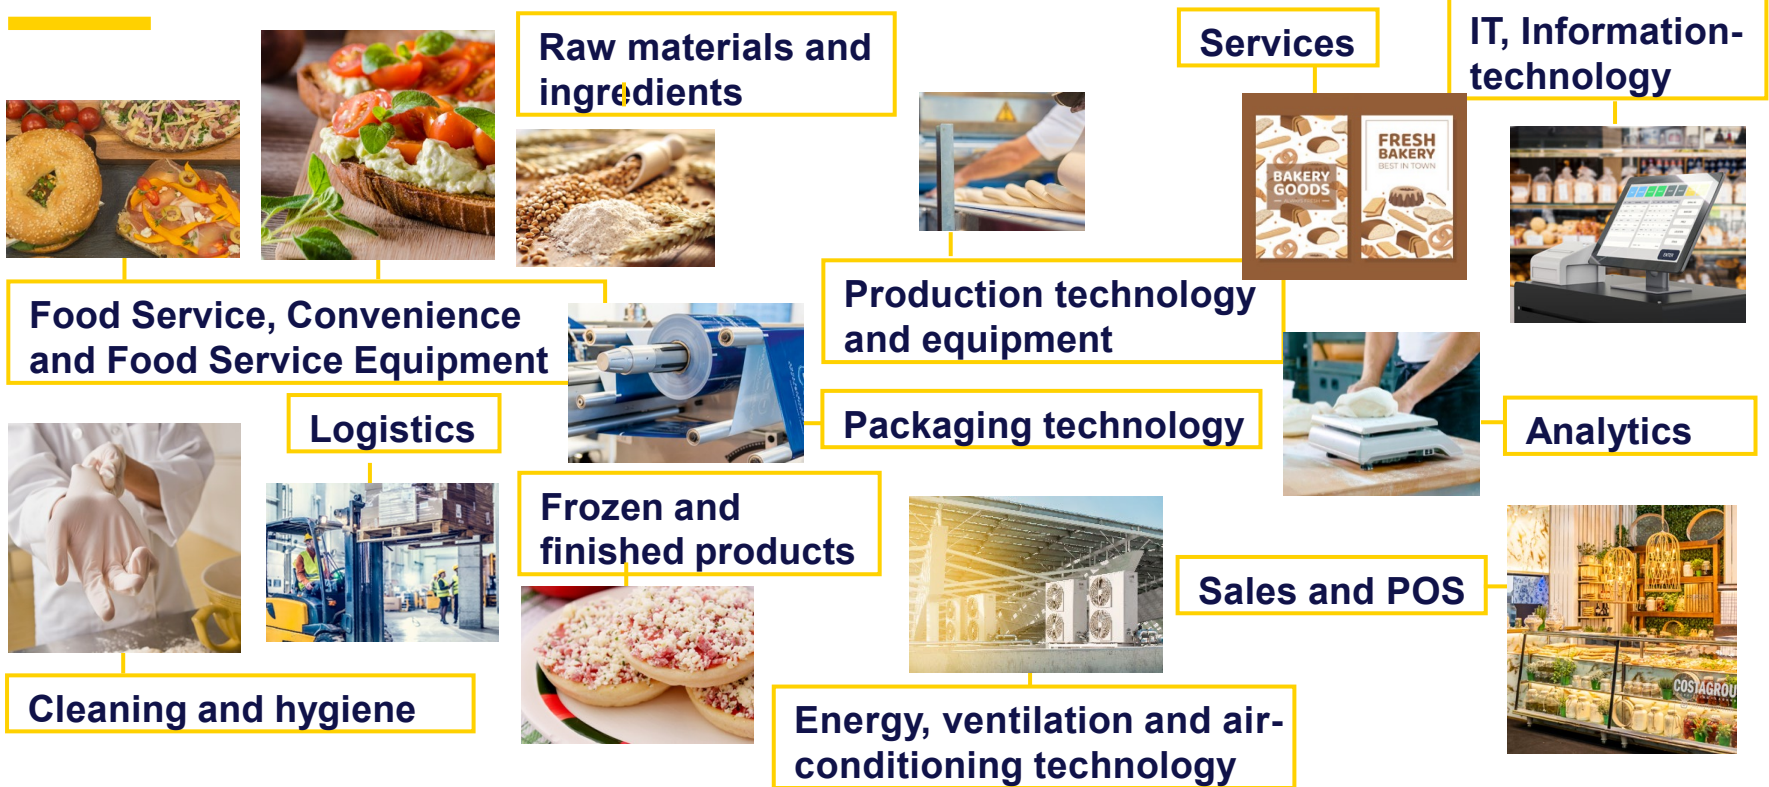 Raw materials and
ingredients
Services
IT, Information-
technology
BAKERY
GOODS
FRESH
BAKERY
BEST IN TOWN
Food Service, Convenience
and Food Service Equipment
Production technology
and equipment
Logistics
Packaging technology
Analytics
Frozen and
finished products
Sales and POS
COSTAGROU
Cleaning and hygiene
Energy, ventilation and air-
conditioning technology